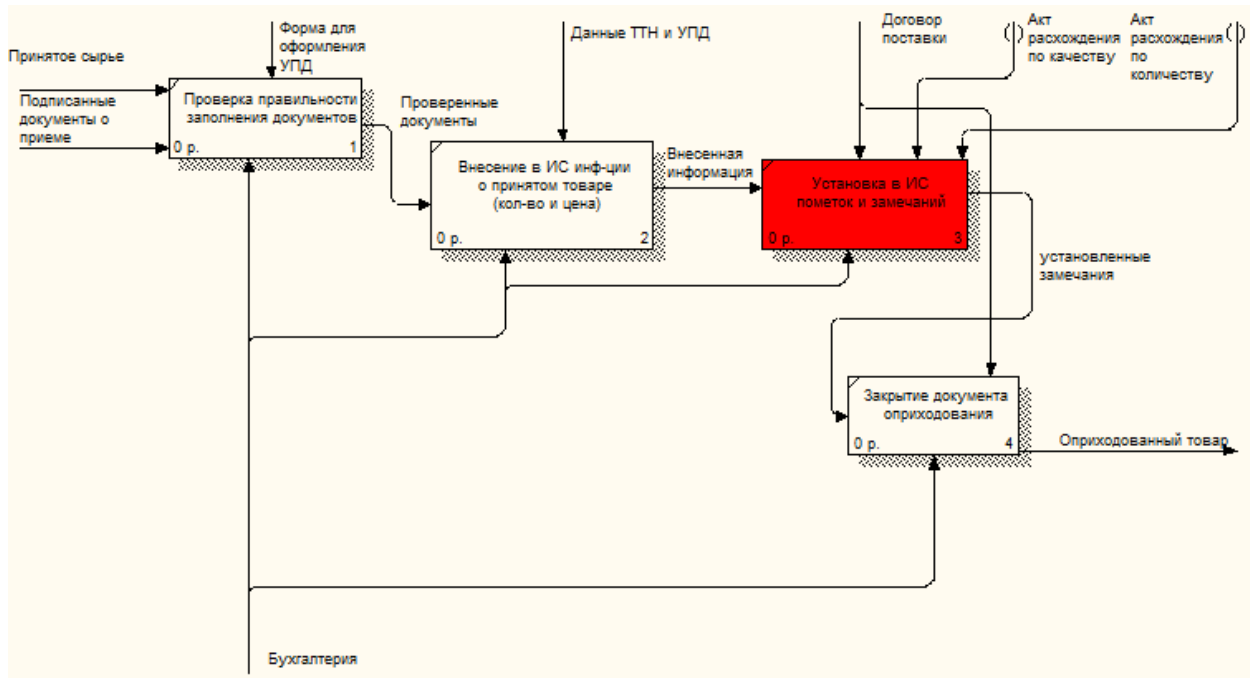 Форма для
оформления
УПД
Данные ТТН и УПД
Договор
поставки
Акт
расхождения
по качеству
Акт
расхождения
по
количеству
Принятое сырье
Подписанные
документы о
приеме
Проверка правильности
заполнения документов
0 р.
1
Проверенные
документы
Внесение в ИС инф-ции
о принятом товаре
(кол-во и цена)
0 р.
2
Внесенная
информация
Установка в ИС
пометок и замечаний
0 р.
3
установленные
замечания
Закрытие документа
оприходования
0 р.
4
Оприходованный товар
Бухгалтерия